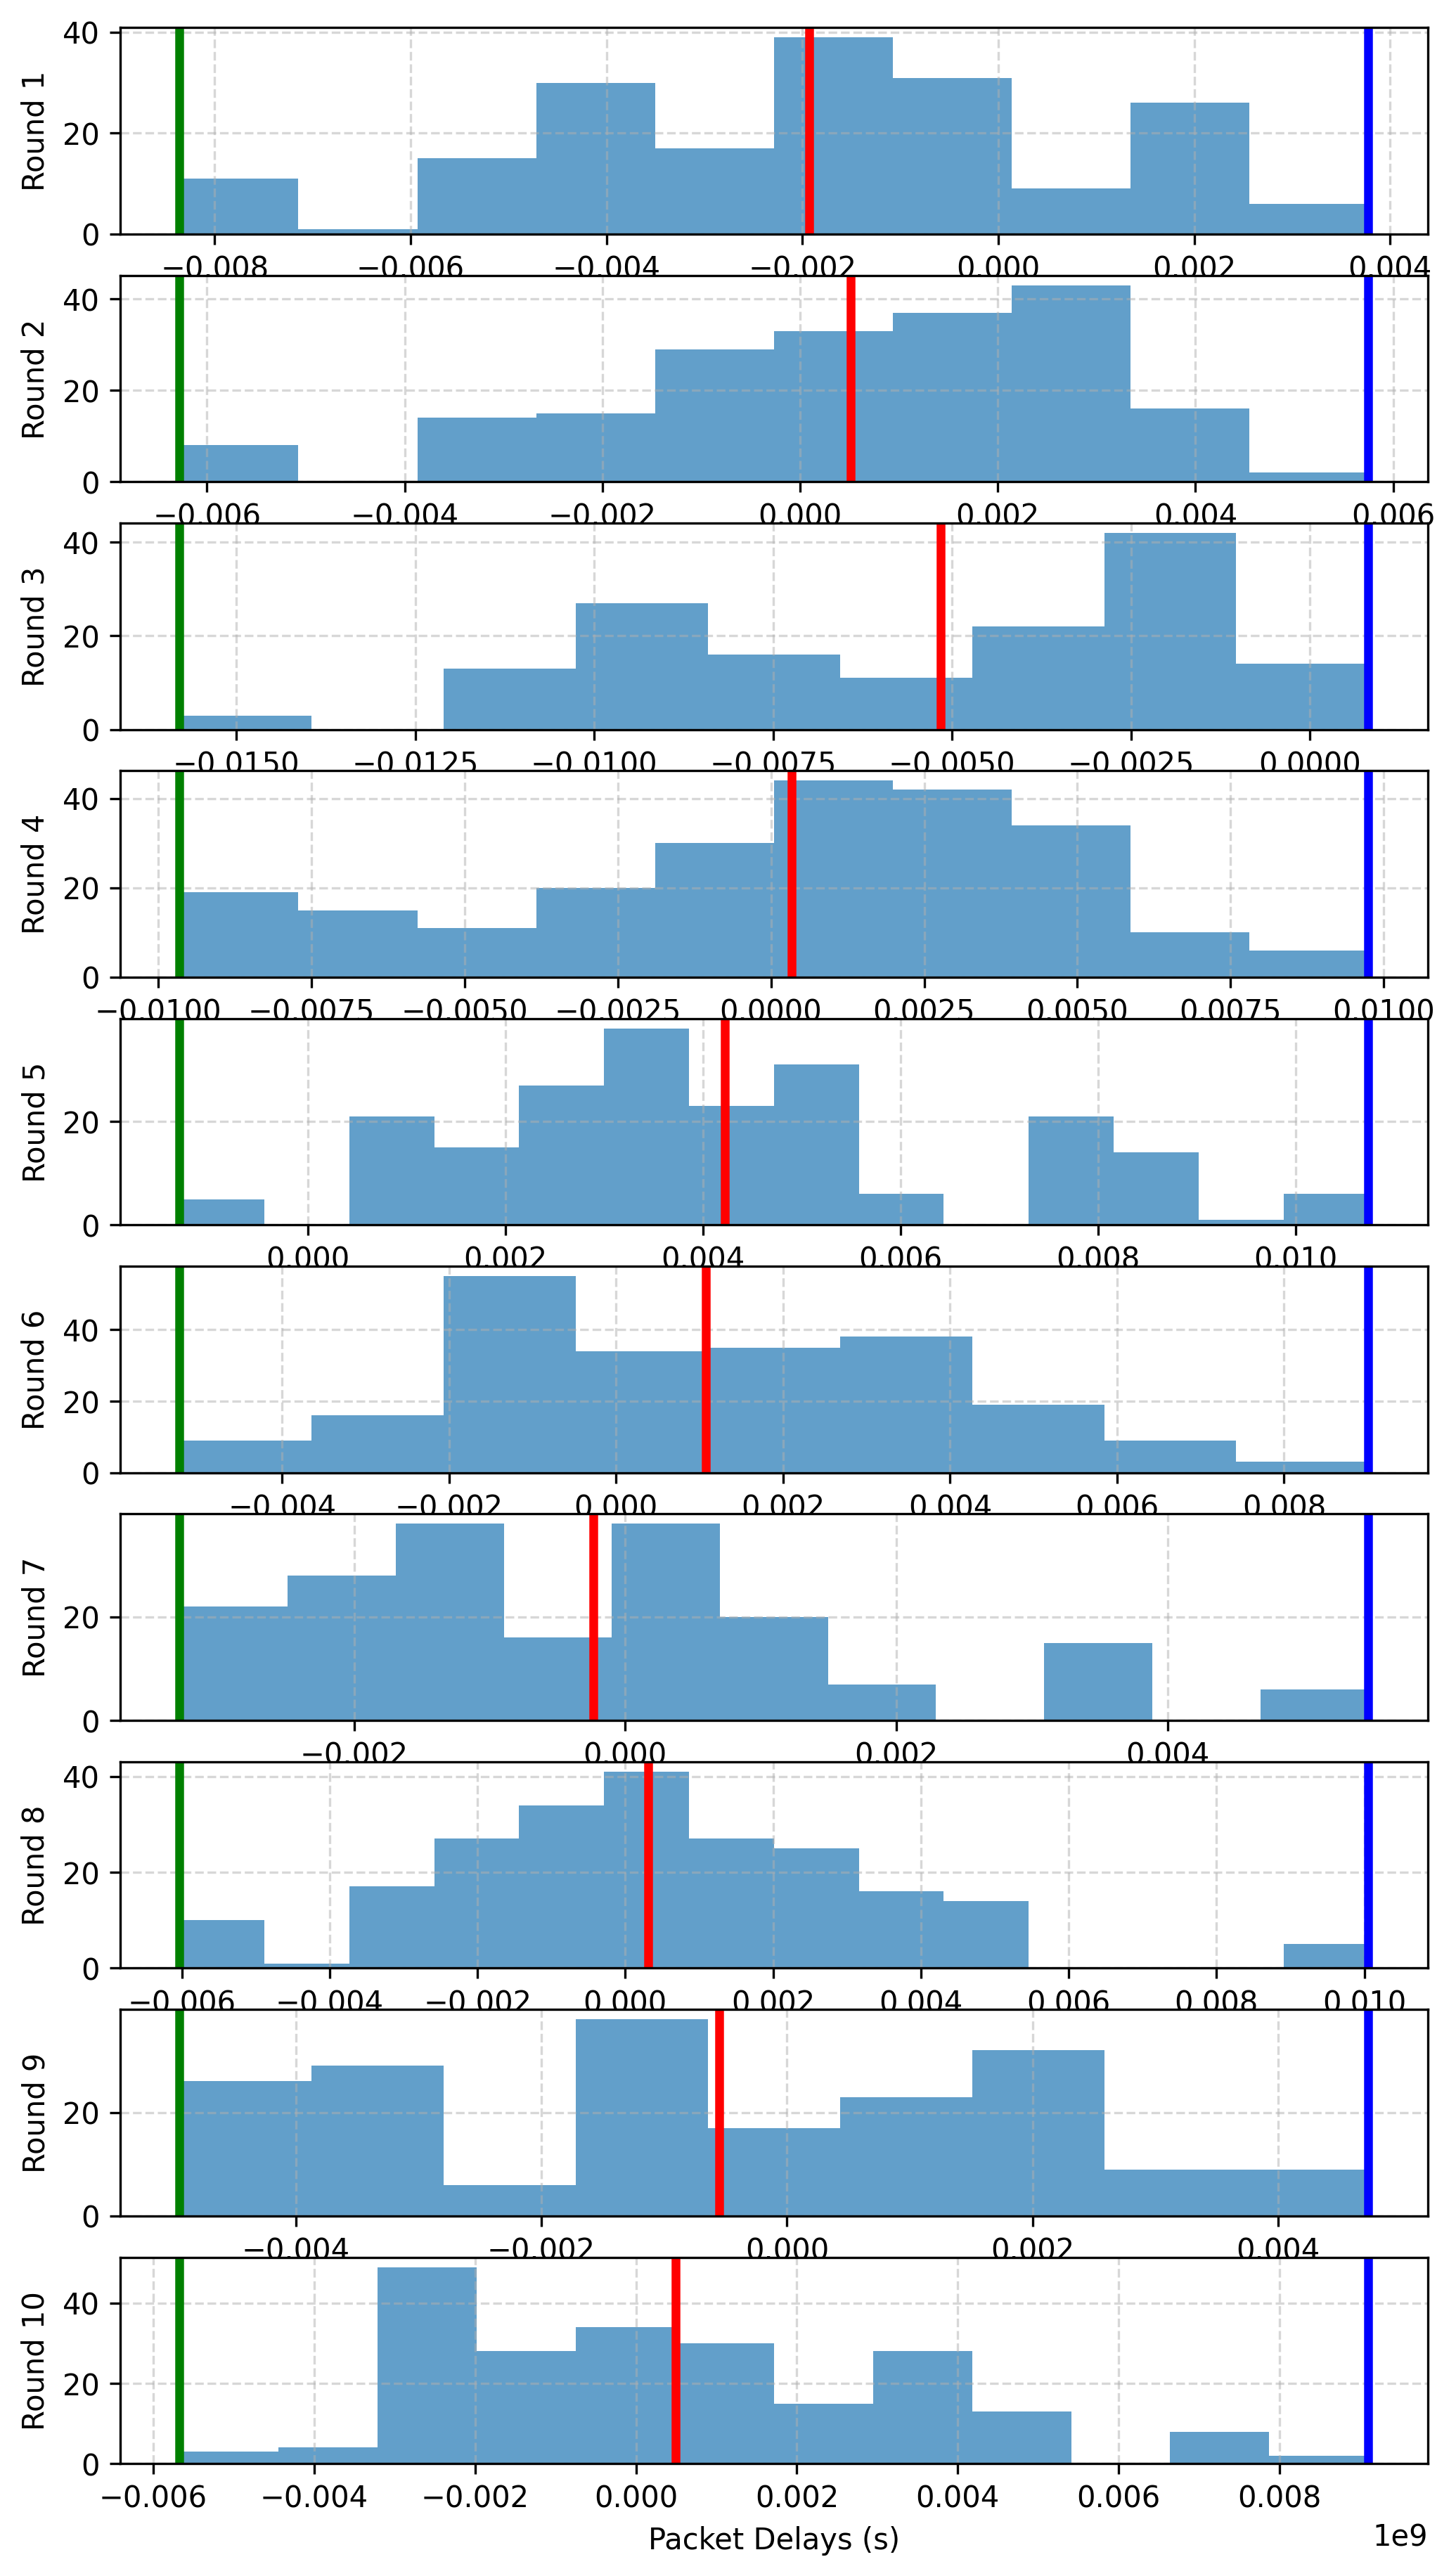 Round 1
40
20
0
−0.008 −0.006 −0.004 −0.002 0.000 0.002 0.004
Round 2
40
20
0
−0.006 −0.004 −0.002 0.000 0.002 0.004 0.006
Round 3
40
20
0
−0.0150 −0.0125 −0.0100 −0.0075 −0.0050 −0.0025 0.0000
Round 4
40
20
0
−0.0100 −0.0075 −0.0050 −0.0025 0.0000 0.0025 0.0050 0.0075 0.0100
Round 5
20
0
0.000 0.002 0.004 0.006 0.008 0.010
Round 6
40
20
0
−0.004 −0.002 0.000 0.002 0.004 0.006 0.008
Round 7
20
0
−0.002 0.000 0.002 0.004
Round 8
40
20
0
−0.006 −0.004 −0.002 0.000 0.002 0.004 0.006 0.008 0.010
Round 9
20
0
−0.004 −0.002 0.000 0.002 0.004
Round 10
40
20
0
−0.006 −0.004 −0.002 0.000 0.002 0.004 0.006 0.008
Packet Delays (s)
1e9